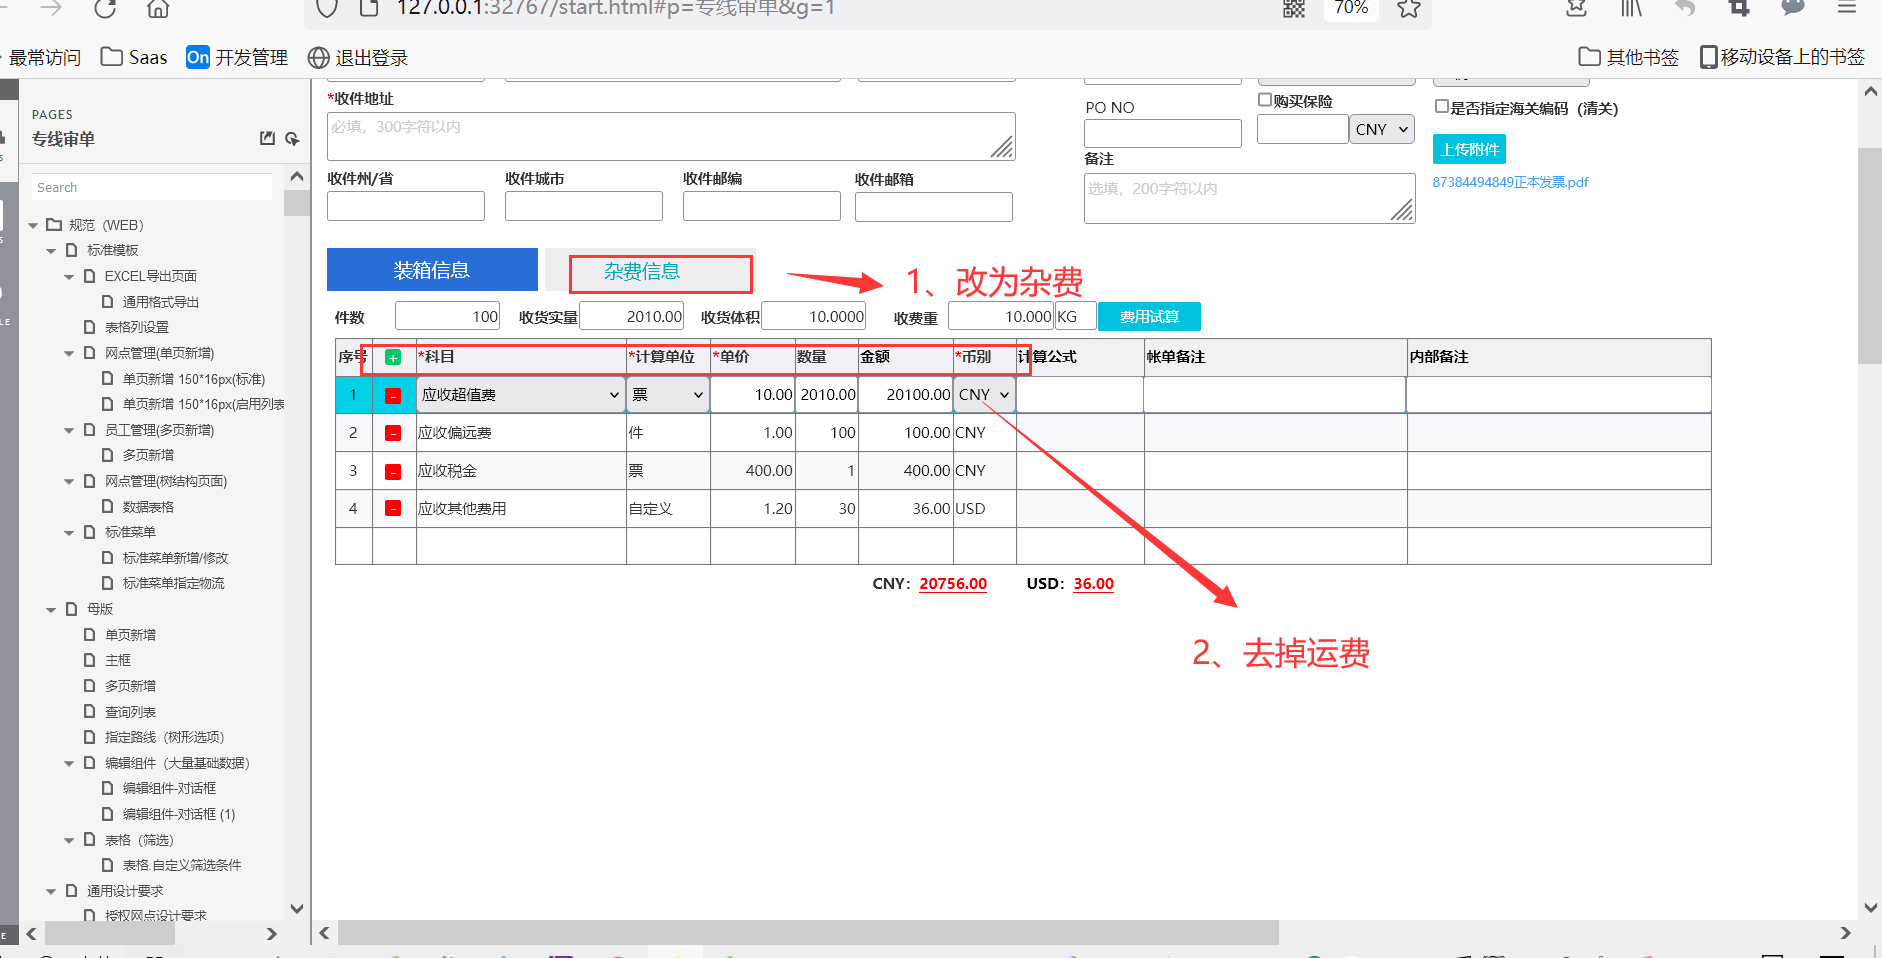 127.0.0.1:32767/start.html#p=专线审单&g=1
70%
最常访问
Saas
On 开发管理
退出登录
其他书签
移动设备上的书签
PAGES
专线审单
Search
规范（WEB）
标准模板
EXCEL导出页面
通用格式导出
表格列设置
网点管理(单页新增)
单页新增 150*16px(标准)
单页新增 150*16px(启用列表
员工管理(多页新增)
多页新增
网点管理(树结构页面)
数据表格
标准菜单
标准菜单新增/修改
标准菜单指定物流
母版
单页新增
主框
多页新增
查询列表
指定路线（树形选项）
编辑组件（大量基础数据）
编辑组件-对话框
编辑组件-对话框 (1)
表格（筛选）
表格.自定义筛选条件
通用设计要求
授权网点设计要求
*收件地址
必填，300字符以内
PO NO
购买保险
CNY
是否指定海关编码（清关）
上传附件
87384494849正本发票.pdf
备注
选填，200字符以内
收件州/省
收件城市
收件邮编
收件邮箱
装箱信息
杂费信息
1、改为杂费
件数 100 收货实量 2010.00 收货体积 10.0000 收费重 10.000 KG 费用试算
序号 + *科目 *计算单位 *单价 数量 金额 *币别 计算公式 帐单备注 内部备注
1 - 应收超值费 票 10.00 2010.00 20100.00 CNY
2 - 应收偏远费 件 1.00 100 100.00 CNY
3 - 应收税金 票 400.00 1 400.00 CNY
4 - 应收其他费用 自定义 1.20 30 36.00 USD
CNY：20756.00 USD：36.00
2、去掉运费